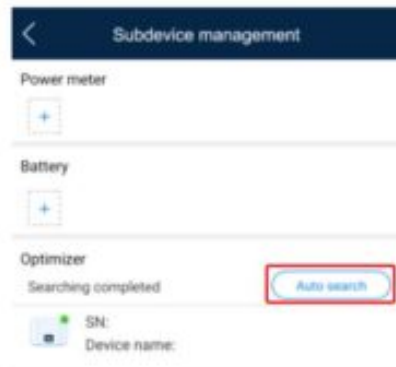 Subdevice management
Power meter
+
Battery
+
Optimizer
Searching completed
Auto search
SN:
Device name: